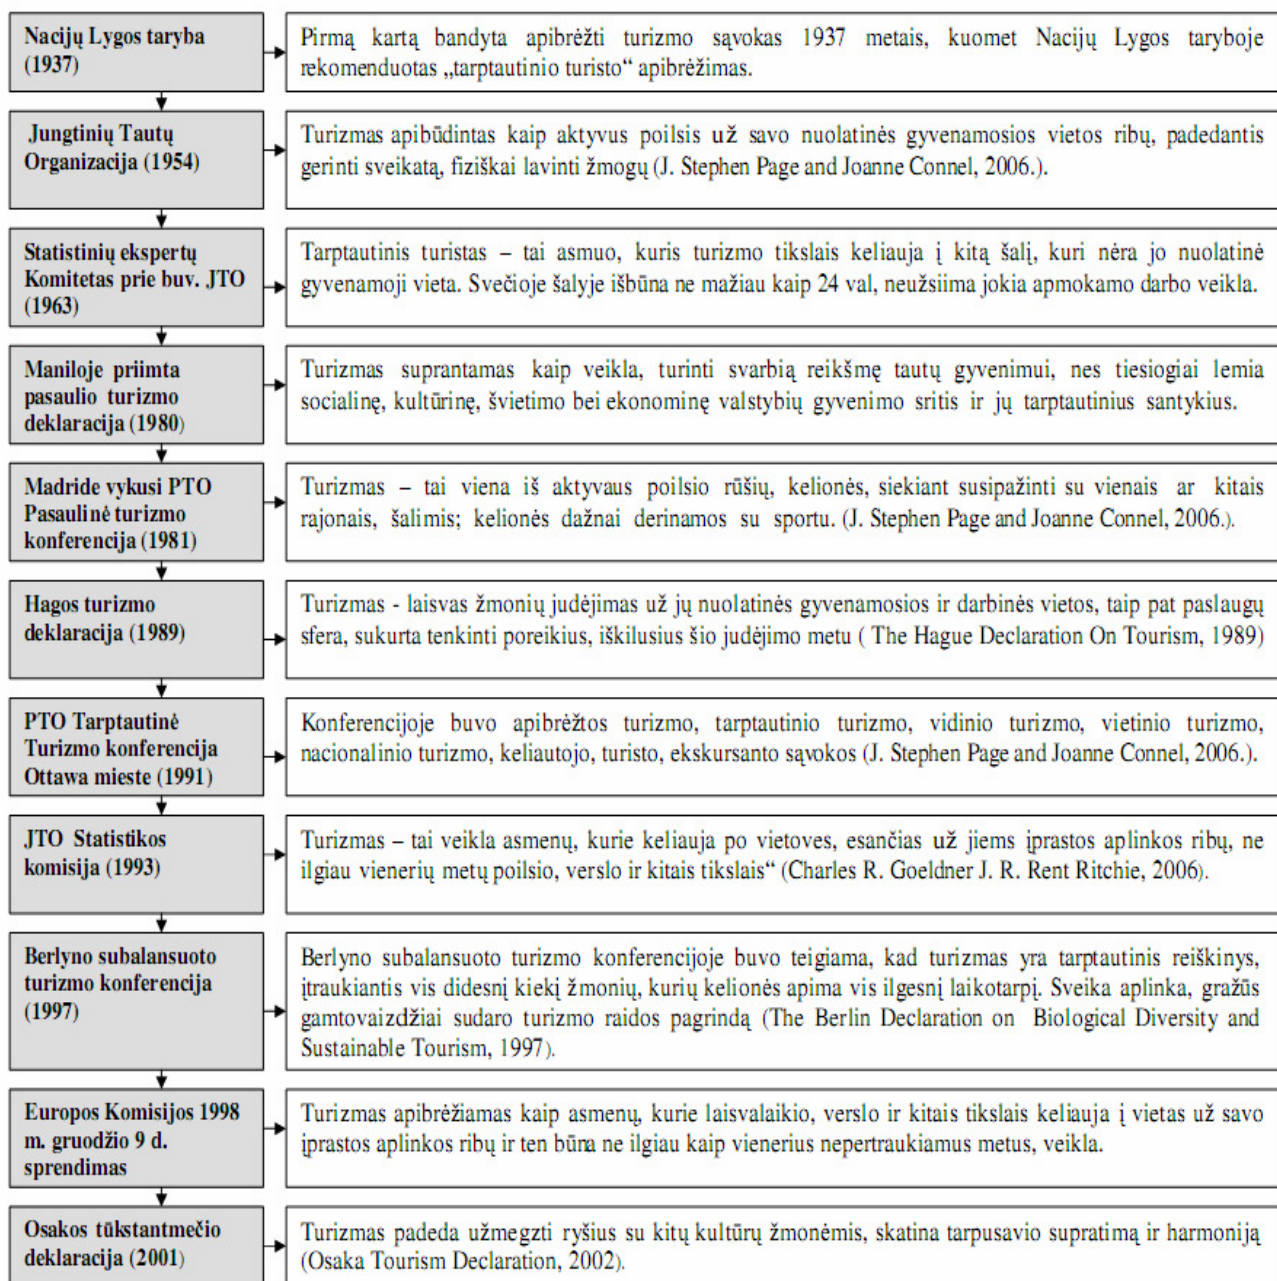 Nacijų Lygos taryba
(1937)
Pirmą kartą bandyta apibrėžti turizmo sąvokas 1937 metais, kuomet Nacijų Lygos taryboje
rekomenduotas „tarptautinio turisto“ apibrėžimas.
Jungtinių Tautų
Organizacija (1954)
Turizmas apibūdintas kaip aktyvus poilsis už savo nuolatinės gyvenamosios vietos ribų, padedantis
gerinti sveikatą, fiziškai lavinti žmogų (J. Stephen Page and Joanne Connel, 2006.).
Statistinių ekspertų
Komitetas prie buv. JTO
(1963)
Tarptautinis turistas – tai asmuo, kuris turizmo tikslais keliauja į kitą šalį, kuri nėra jo nuolatinė
gyvenamoji vieta. Svečioje šalyje išbūna ne mažiau kaip 24 val, neužsiima jokia apmokamo darbo veikla.
Maniloje priimta
pasaulio turizmo
deklaracija (1980)
Turizmas suprantamas kaip veikla, turinti svarbią reikšmę tautų gyvenimui, nes tiesiogiai lemia
socialinę, kultūrinę, švietimo bei ekonominę valstybių gyvenimo sritis ir jų tarptautinius santykius.
Madride vykusi PTO
Pasaulinė turizmo
konferencija (1981)
Turizmas – tai viena iš aktyvaus poilsio rūšių, kelionės, siekiant susipažinti su vienais ar kitais
rajonais, šalimis; kelionės dažnai derinamos su sportu. (J. Stephen Page and Joanne Connel, 2006.).
Hagos turizmo
deklaracija (1989)
Turizmas - laisvas žmonių judėjimas už jų nuolatinės gyvenamosios ir darbinės vietos, taip pat paslaugų
sfera, sukurta tenkinti poreikius, iškilusius šio judėjimo metu ( The Hague Declaration On Tourism, 1989)
PTO Tarptautinė
Turizmo konferencija
Ottawa mieste (1991)
Konferencijoje buvo apibrėžtos turizmo, tarptautinio turizmo, vidinio turizmo, vietinio turizmo,
nacionalinio turizmo, keliautojo, turisto, ekskursanto sąvokos (J. Stephen Page and Joanne Connel, 2006.).
JTO Statistikos
komisija (1993)
Turizmas – tai veikla asmenų, kurie keliauja po vietoves, esančias už jiems įprastos aplinkos ribų, ne
ilgiau vienerių metų poilsio, verslo ir kitais tikslais“ (Charles R. Goeldner J. R. Rent Ritchie, 2006).
Berlyno subalansuoto
turizmo konferencija
(1997)
Berlyno subalansuoto turizmo konferencijoje buvo teigiama, kad turizmas yra tarptautinis reiškinys,
įtraukiantis vis didesnį kiekį žmonių, kurių kelionės apima vis ilgesnį laikotarpį. Sveika aplinka, gražūs
gamtovaizdžiai sudaro turizmo raidos pagrindą (The Berlin Declaration on Biological Diversity and
Sustainable Tourism, 1997).
Europos Komisijos 1998
m. gruodžio 9 d.
sprendimas
Turizmas apibrėžiamas kaip asmenų, kurie laisvalaikio, verslo ir kitais tikslais keliauja į vietas už savo
įprastos aplinkos ribų ir ten būna ne ilgiau kaip vienerius nepertraukiamus metus, veikla.
Osakos tūkstantmečio
deklaracija (2001)
Turizmas padeda užmegzti ryšius su kitų kultūrų žmonėmis, skatina tarpusavio supratimą ir harmoniją
(Osaka Tourism Declaration, 2002).